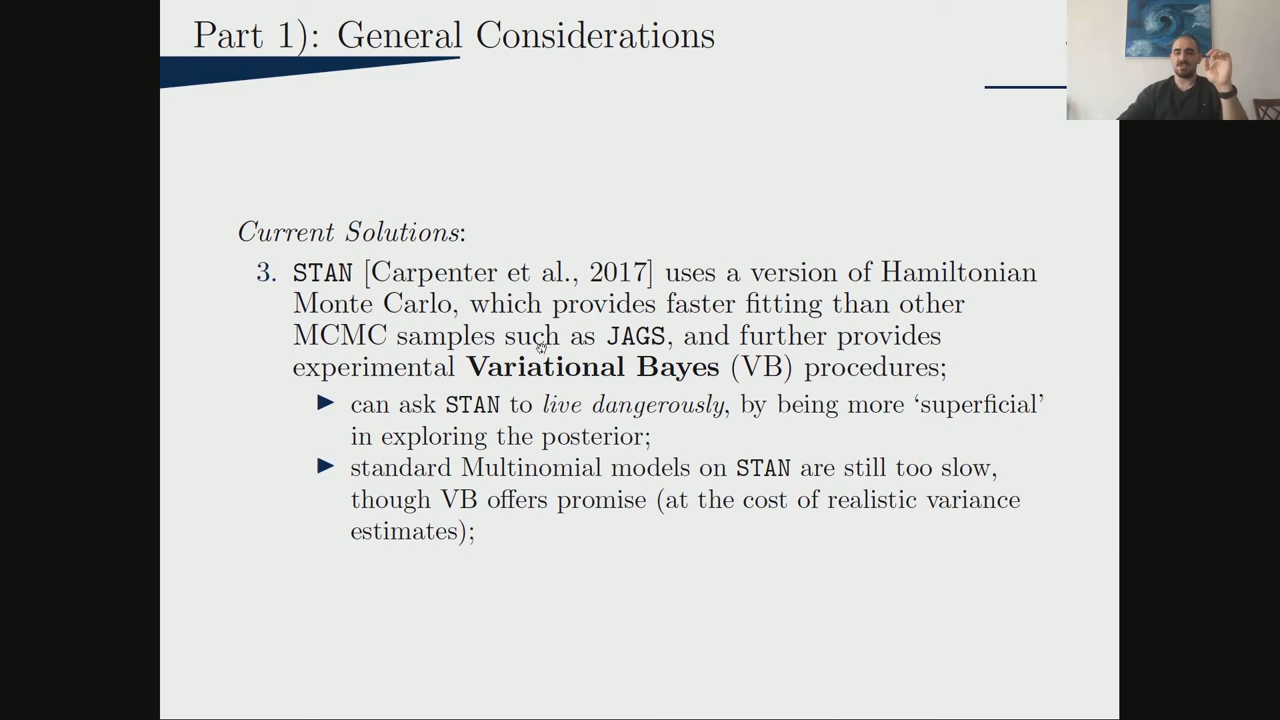 Part 1): General Considerations
Current Solutions:
3. STAN [Carpenter et al., 2017] uses a version of Hamiltonian
Monte Carlo, which provides faster fitting than other
MCMC samples such as JAGS, and further provides
experimental Variational Bayes (VB) procedures;
▶ can ask STAN to live dangerously, by being more ‘superficial’
in exploring the posterior;
▶ standard Multinomial models on STAN are still too slow,
though VB offers promise (at the cost of realistic variance
estimates);